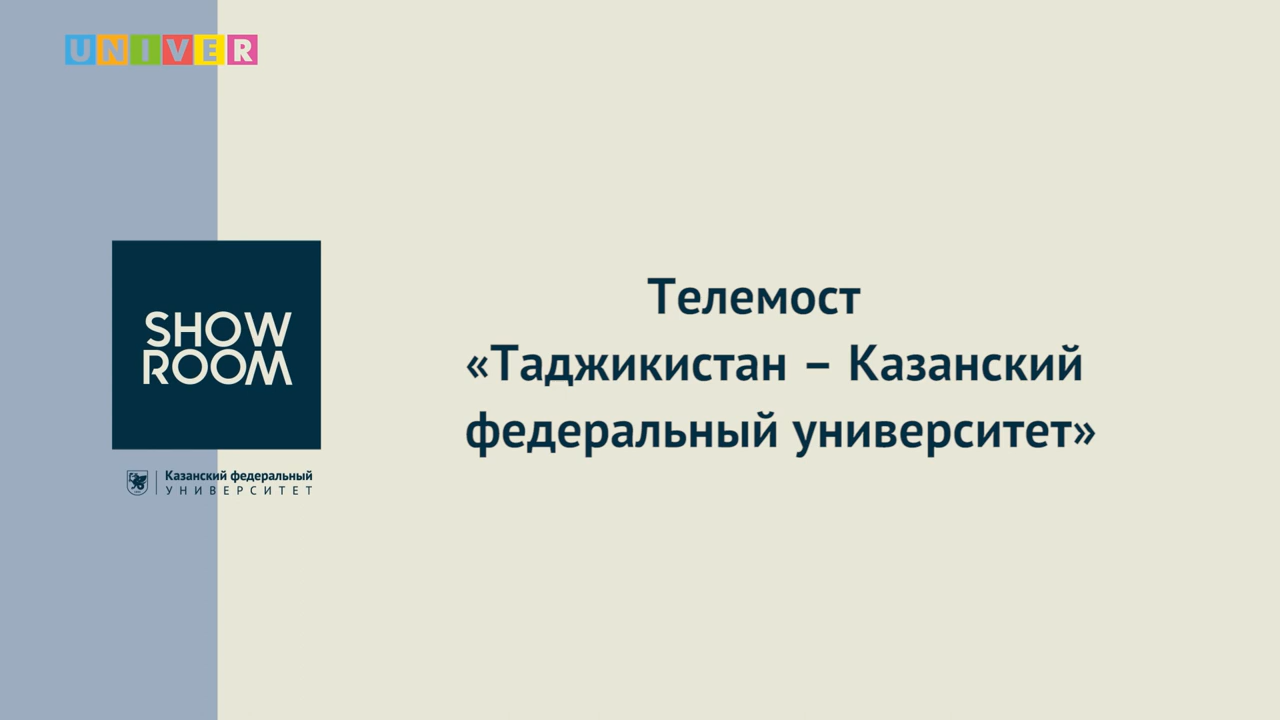 UNIVER
SHOW
ROOM
Казанский федеральный
УНИВЕРСИТЕТ
Телемост
«Таджикистан – Казанский
федеральный университет»